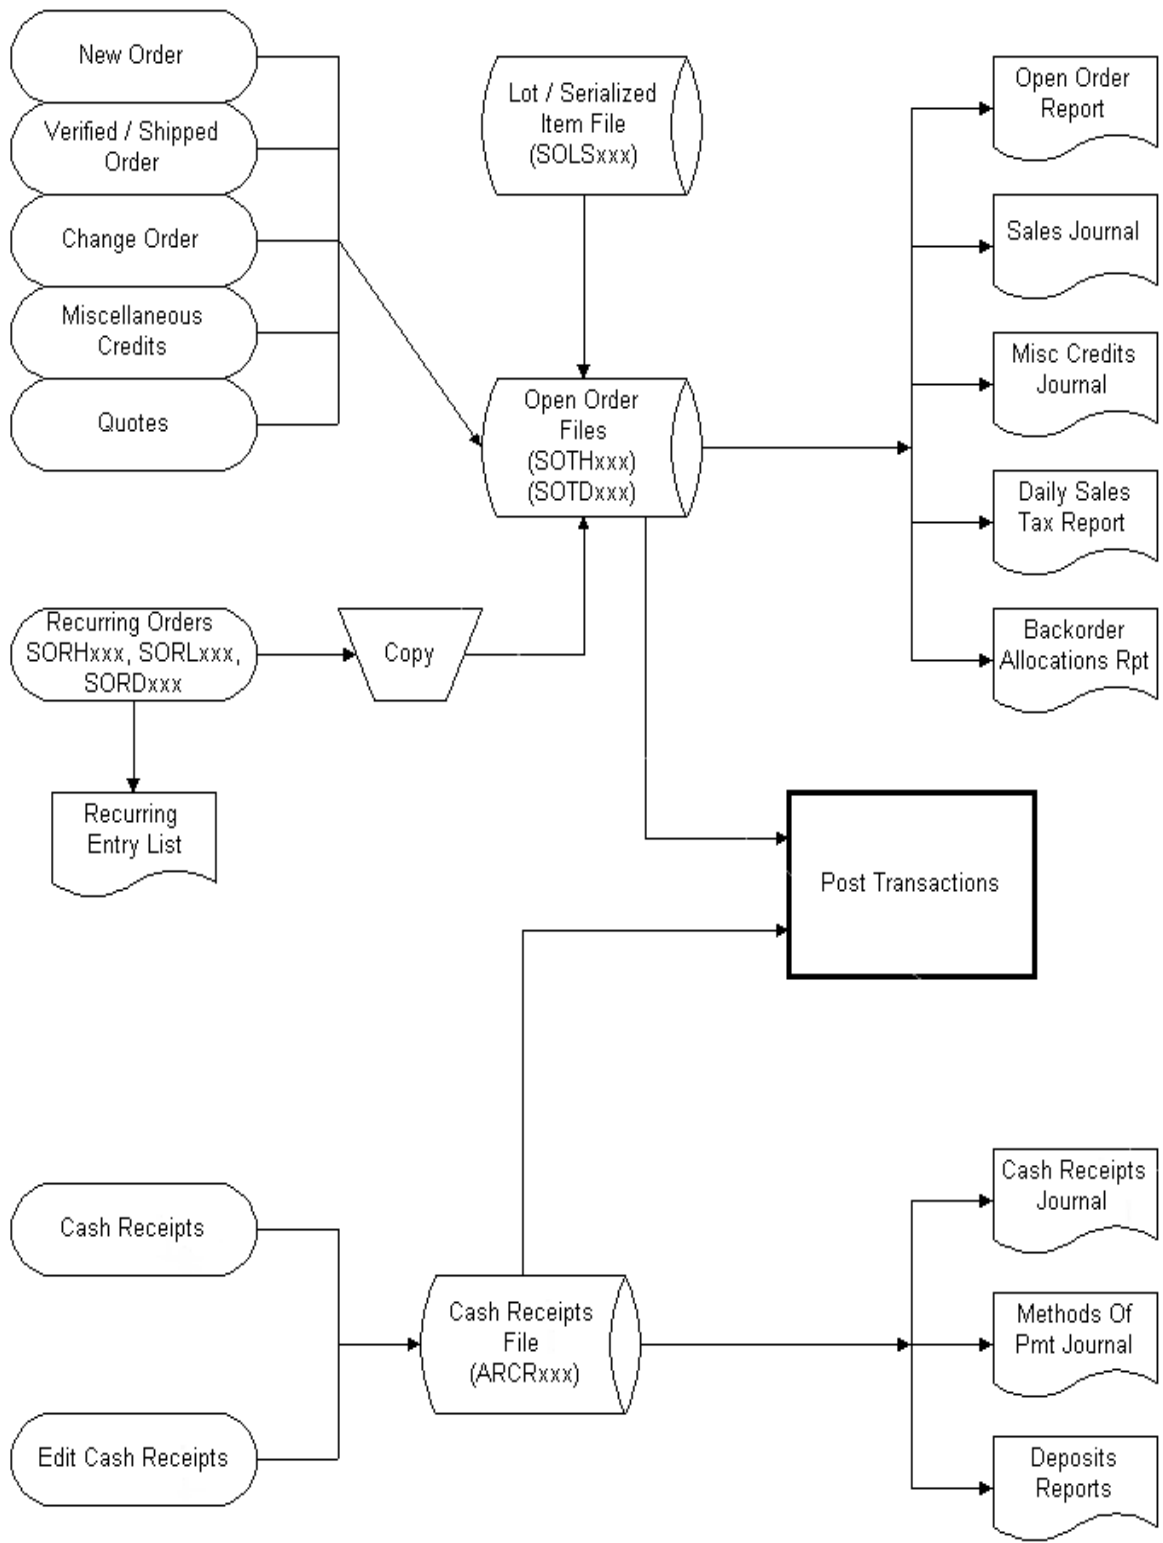 New Order
Verified / Shipped
Order
Change Order
Miscellaneous
Credits
Quotes
Lot / Serialized
Item File
(SOLSxxx)
Open Order
Files
(SOTHxxx)
(SOTDxxx)
Open Order
Report
Sales Journal
Misc Credits
Journal
Daily Sales
Tax Report
Backorder
Allocations Rpt
Recurring Orders
SORHxxx, SORLxxx,
SORDxxx
Copy
Recurring
Entry List
Post Transactions
Cash Receipts
Edit Cash Receipts
Cash Receipts
File
(ARCRxxx)
Cash Receipts
Journal
Methods Of
Pmt Journal
Deposits
Reports